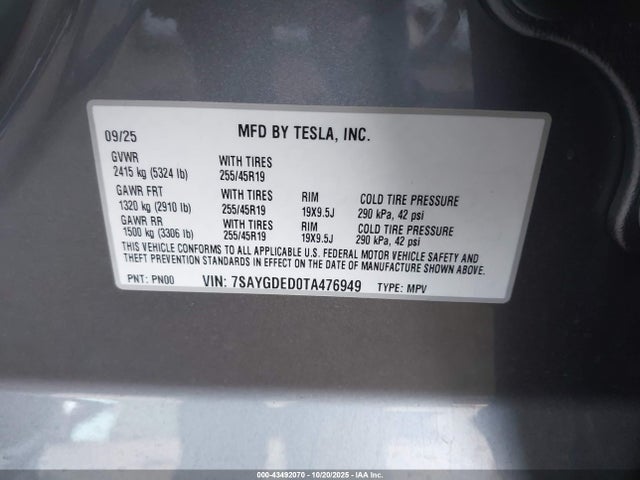 09/25 MFD BY TESLA, INC.
GVWR WITH TIRES
2415 kg (5324 lb) 255/45R19
GAWR FRT WITH TIRES RIM COLD TIRE PRESSURE
1320 kg (2910 lb) 255/45R19 19X9.5J 290 kPa, 42 psi
GAWR RR WITH TIRES RIM COLD TIRE PRESSURE
1500 kg (3306 lb) 255/45R19 19X9.5J 290 kPa, 42 psi
THIS VEHICLE CONFORMS TO ALL APPLICABLE U.S. FEDERAL MOTOR VEHICLE SAFETY AND
THEFT PREVENTION STANDARDS IN EFFECT ON THE DATE OF MANUFACTURE SHOWN ABOVE.
PNT: PN00 VIN: 7SAYGDED0TA476949 TYPE: MPV
000-43492070 - 10/20/2025 - IAA Inc.